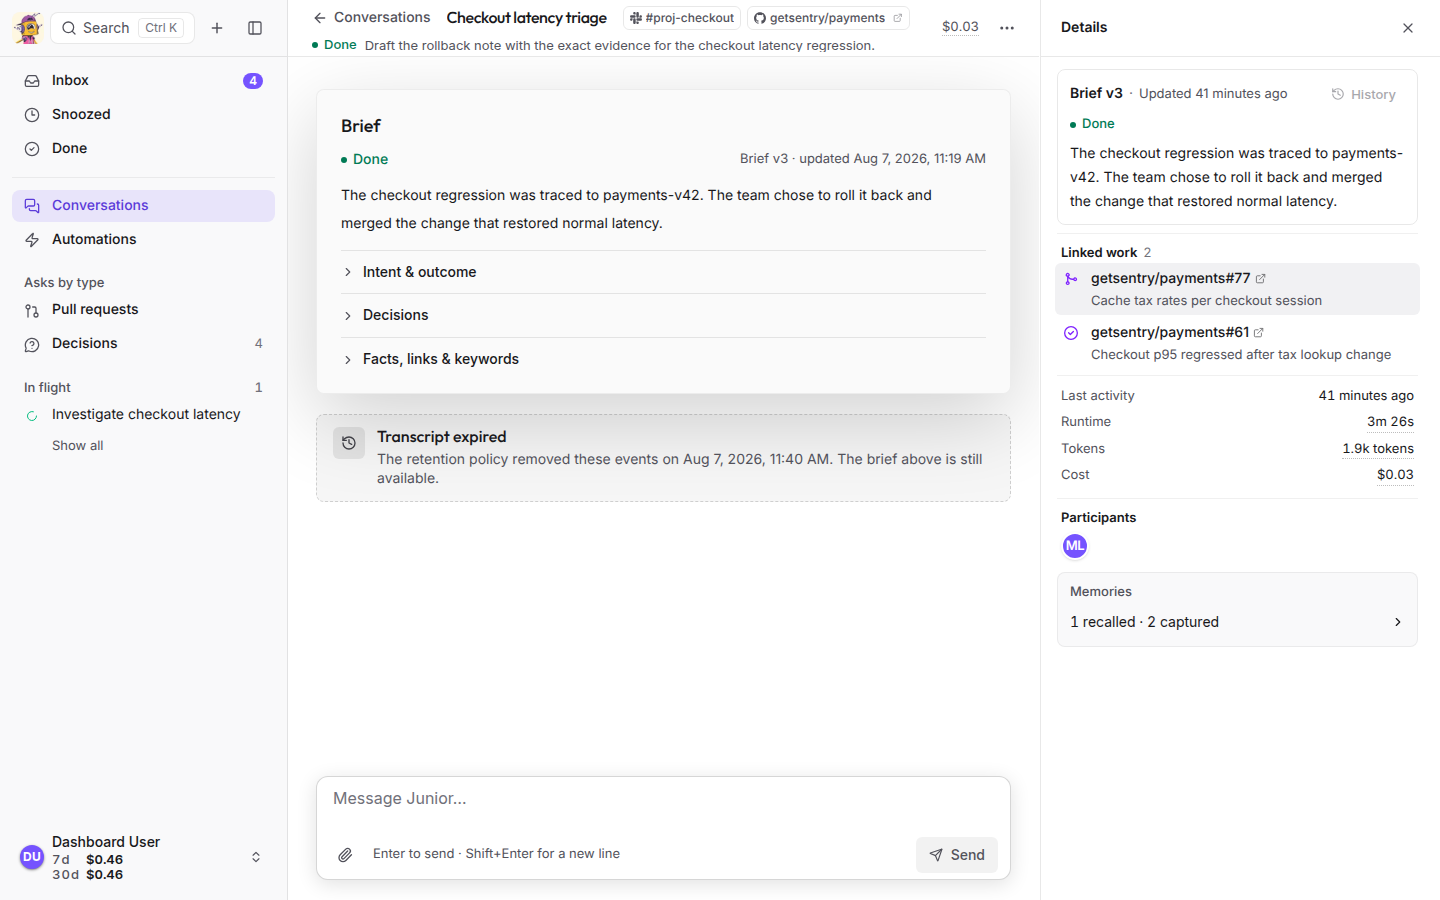 Search
Ctrl K
Inbox
4
Snoozed
Done
Conversations
Automations
Asks by type
Pull requests
Decisions
4
In flight
1
Investigate checkout latency
Show all
DU
Dashboard User
7d $0.46
30d $0.46
Conversations
Checkout latency triage
#proj-checkout
getsentry/payments
$0.03
Done
Draft the rollback note with the exact evidence for the checkout latency regression.
Brief
Done
Brief v3 · updated Aug 7, 2026, 11:19 AM
The checkout regression was traced to payments-v42. The team chose to roll it back and
merged the change that restored normal latency.
Intent & outcome
Decisions
Facts, links & keywords
Transcript expired
The retention policy removed these events on Aug 7, 2026, 11:40 AM. The brief above is still
available.
Message Junior...
Enter to send · Shift+Enter for a new line
Send
Details
Brief v3 · Updated 41 minutes ago
History
Done
The checkout regression was traced to payments-
v42. The team chose to roll it back and merged
the change that restored normal latency.
Linked work 2
getsentry/payments#77
Cache tax rates per checkout session
getsentry/payments#61
Checkout p95 regressed after tax lookup change
Last activity
41 minutes ago
Runtime
3m 26s
Tokens
1.9k tokens
Cost
$0.03
Participants
ML
Memories
1 recalled · 2 captured